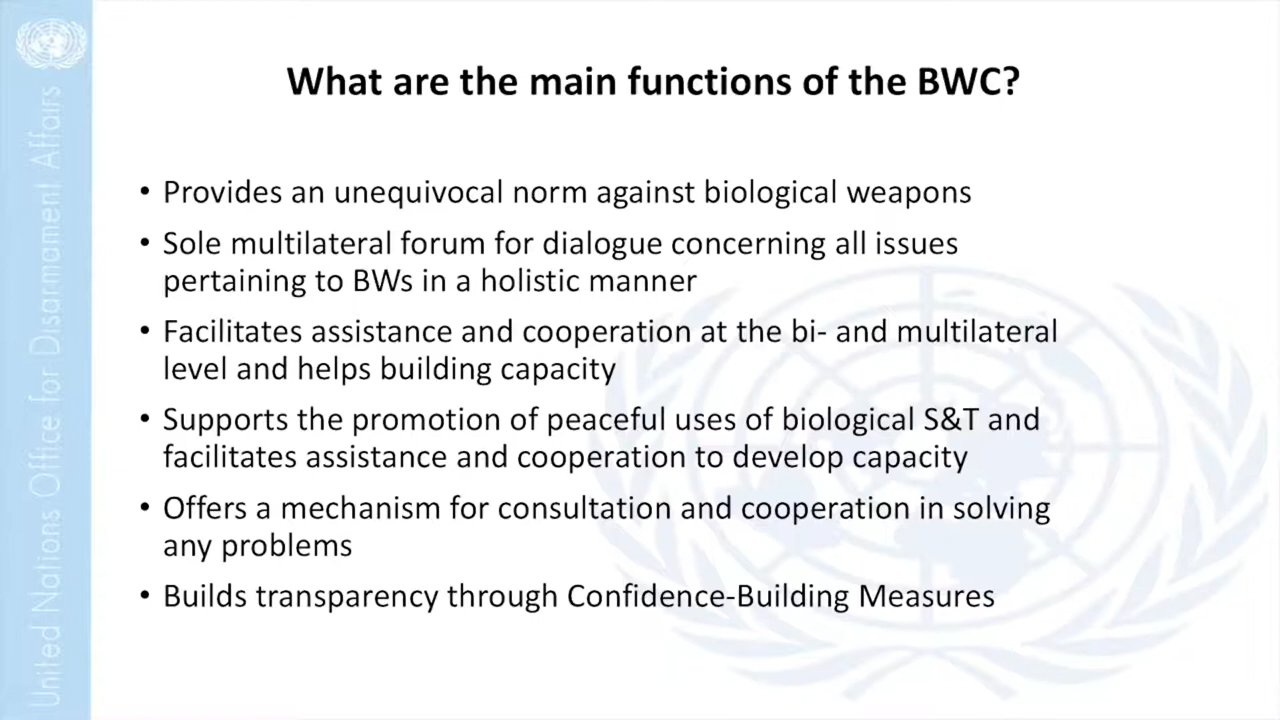 What are the main functions of the BWC?
• Provides an unequivocal norm against biological weapons
• Sole multilateral forum for dialogue concerning all issues
pertaining to BWs in a holistic manner
• Facilitates assistance and cooperation at the bi- and multilateral
level and helps building capacity
• Supports the promotion of peaceful uses of biological S&T and
facilitates assistance and cooperation to develop capacity
• Offers a mechanism for consultation and cooperation in solving
any problems
• Builds transparency through Confidence-Building Measures
United Nations Office for Disarmament Affairs